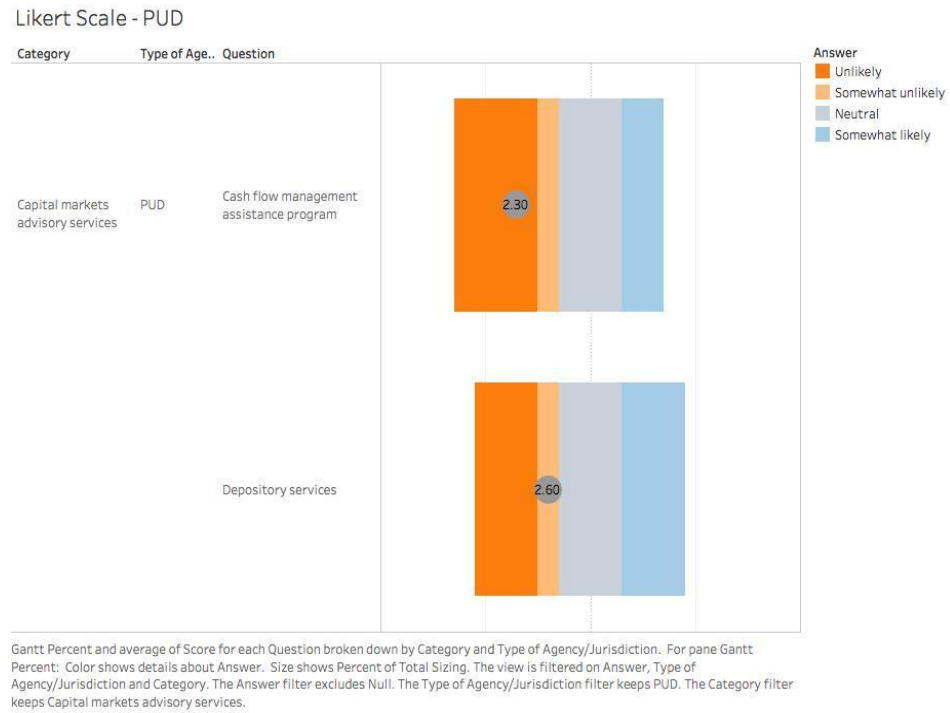 Likert Scale - PUD
Category Type of Age.. Question
Answer
Unlikely
Somewhat unlikely
Neutral
Somewhat likely
Capital markets
advisory services
PUD
Cash flow management
assistance program
2.30
Depository services
2.60
Gantt Percent and average of Score for each Question broken down by Category and Type of Agency/Jurisdiction.  For pane Gantt
Percent:  Color shows details about Answer.  Size shows Percent of Total Sizing. The view is filtered on Answer, Type of
Agency/Jurisdiction and Category. The Answer filter excludes Null. The Type of Agency/Jurisdiction filter keeps PUD. The Category filter
keeps Capital markets advisory services.